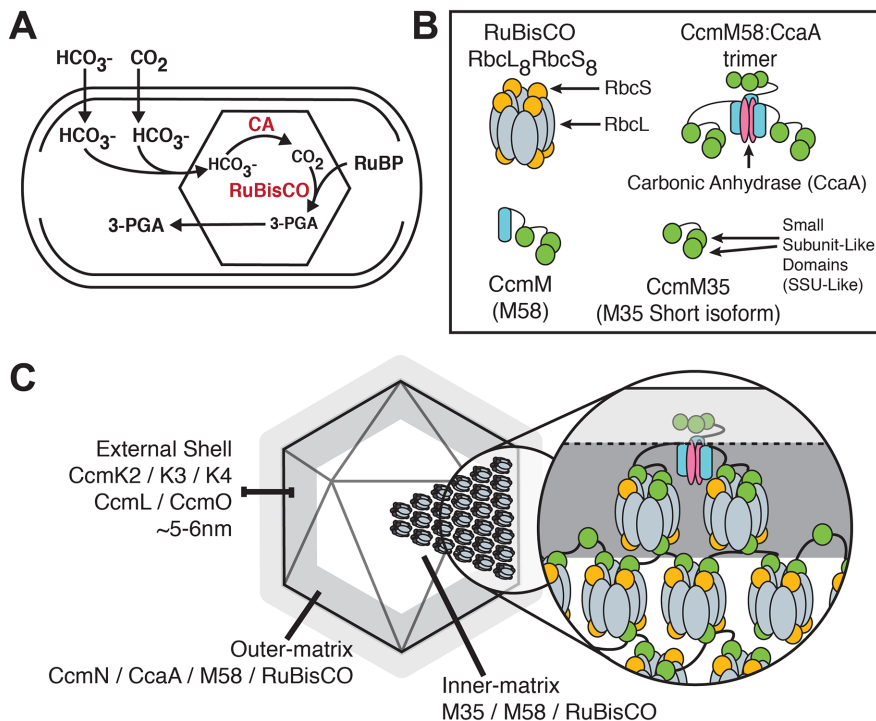 A
HCO3- CO2
HCO3- HCO3-
CA
HCO3- CO2
RuBP
RuBisCO
3-PGA 3-PGA
B
RuBisCO
RbcL8RbcS8
RbcS
RbcL
CcmM58:CcaA
trimer
Carbonic Anhydrase (CcaA)
CcmM
(M58)
CcmM35
(M35 Short isoform)
Small
Subunit-Like
Domains
(SSU-Like)
C
External Shell
CcmK2 / K3 / K4
CcmL / CcmO
~5-6nm
Outer-matrix
CcmN / CcaA / M58 / RuBisCO
Inner-matrix
M35 / M58 / RuBisCO